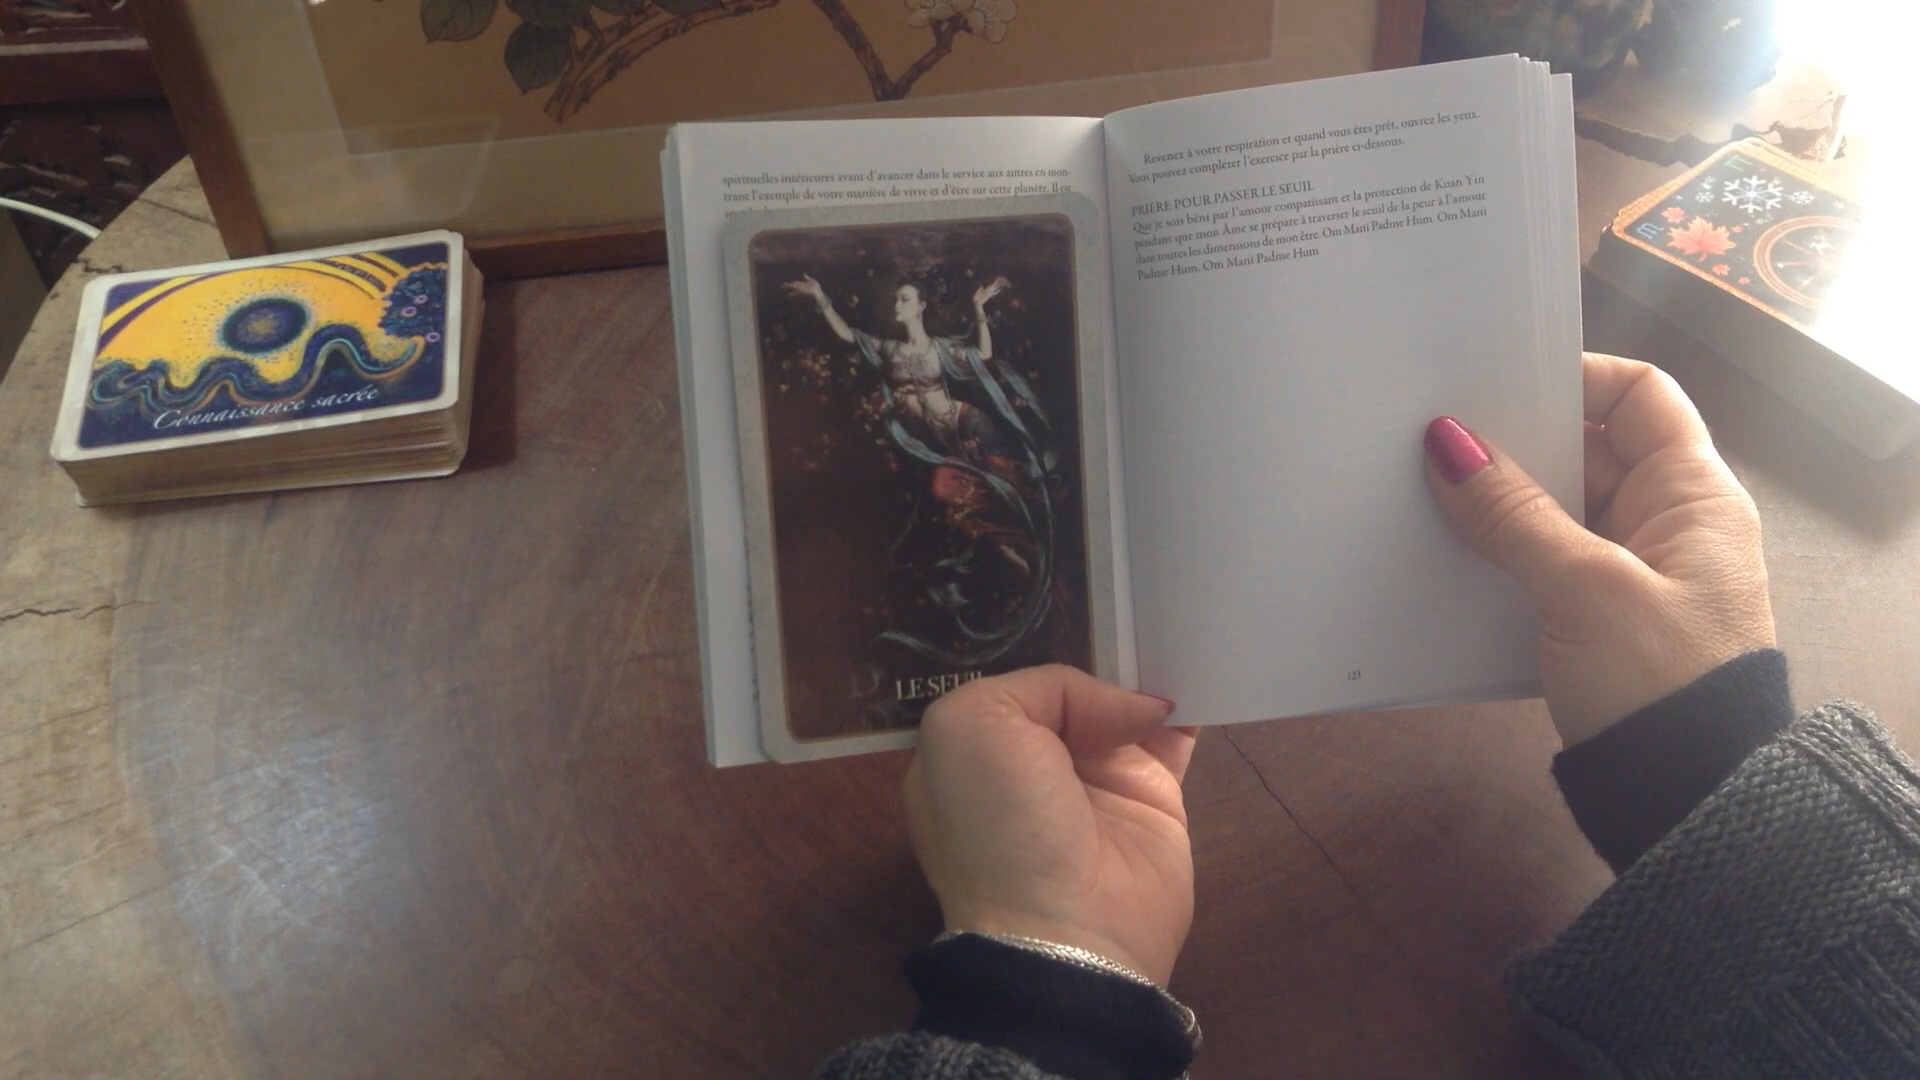 spirituelles intérieures avant d'avancer dans le service aux autres en mon-
trant l'exemple de votre manière de vivre et d'être sur cette planète. Il est
LE SEUIL
Revenez à votre respiration et quand vous êtes prêt, ouvrez les yeux.
Vous pouvez compléter l'exercice par la prière ci-dessous.
PRIÈRE POUR PASSER LE SEUIL
Que je sois béni par l'amour compatissant et la protection de Kuan Yin
pendant que mon Âme se prépare à traverser le seuil de la peur à l'amour
dans toutes les dimensions de mon être. Om Mani Padme Hum. Om Mani
Padme Hum. Om Mani Padme Hum
123
Connaissance sacrée